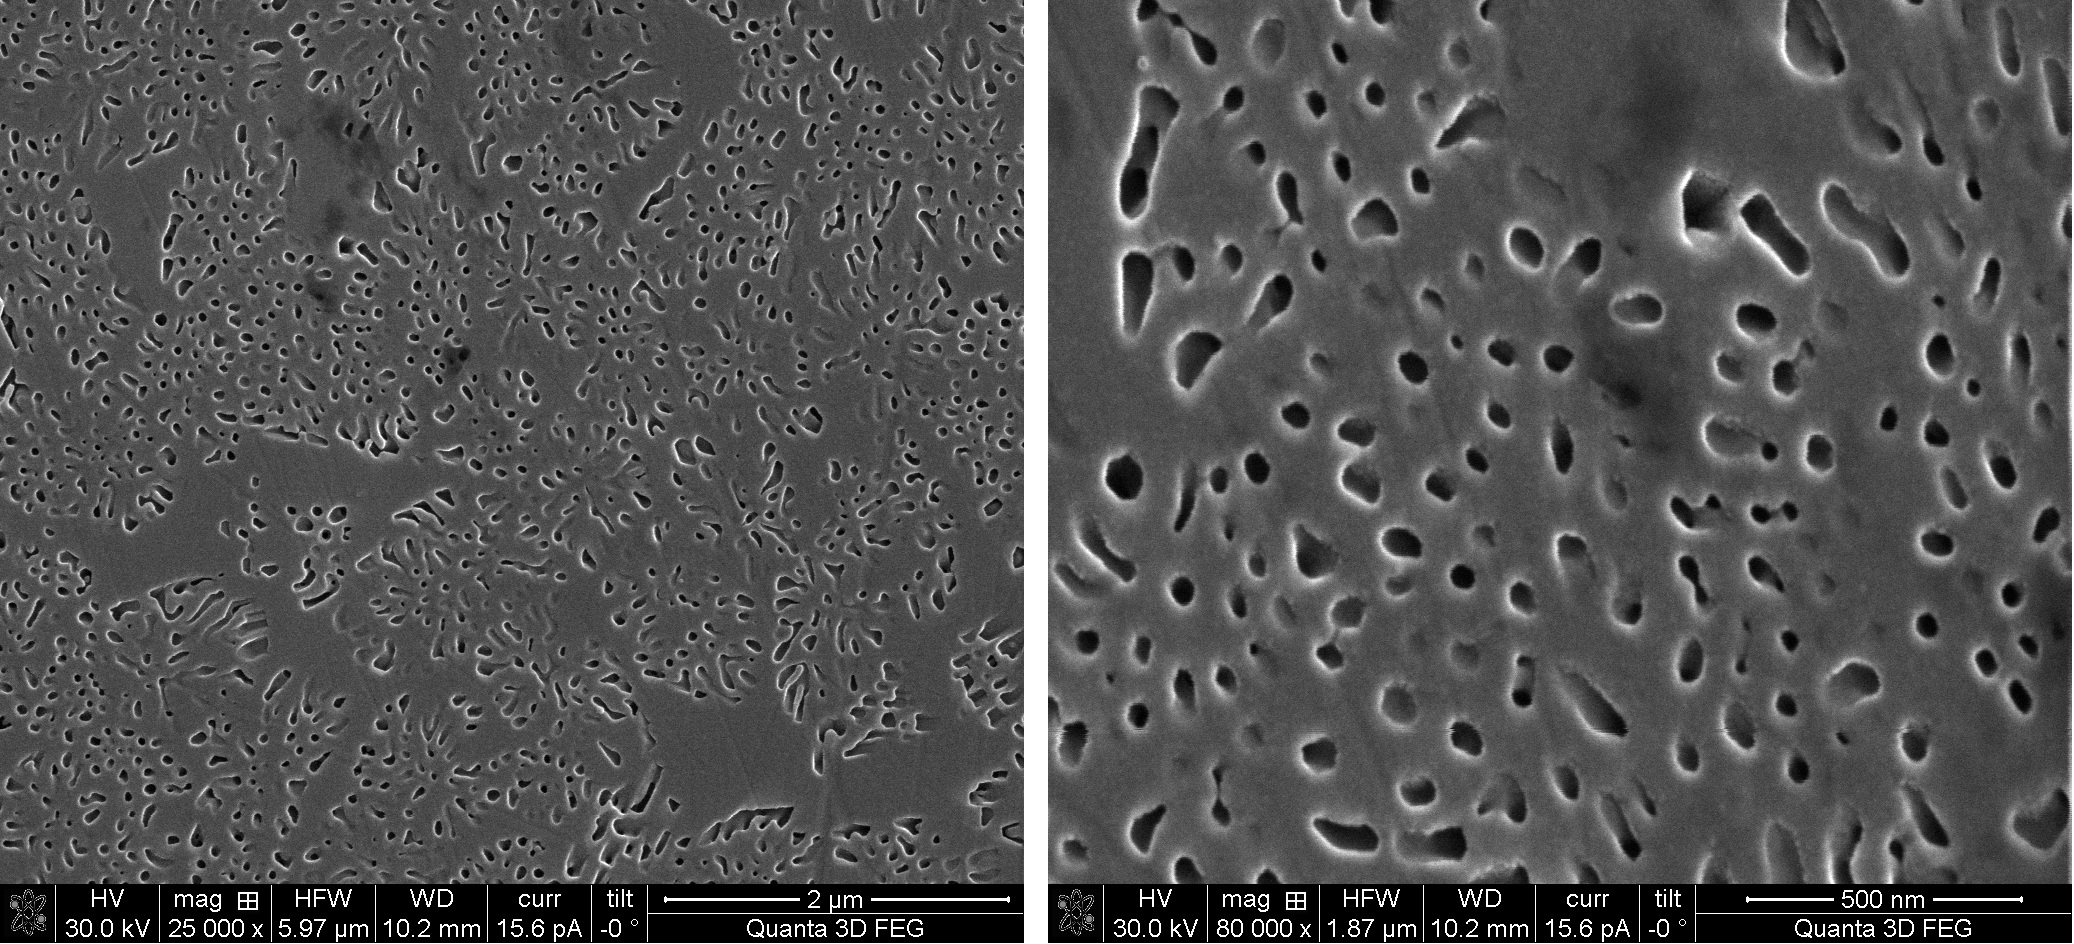 HV mag HFW WD curr tilt 2 µm
30.0 kV 25 000 x 5.97 µm 10.2 mm 15.6 pA -0 ° Quanta 3D FEG
HV mag HFW WD curr tilt 500 nm
30.0 kV 80 000 x 1.87 µm 10.2 mm 15.6 pA -0 ° Quanta 3D FEG